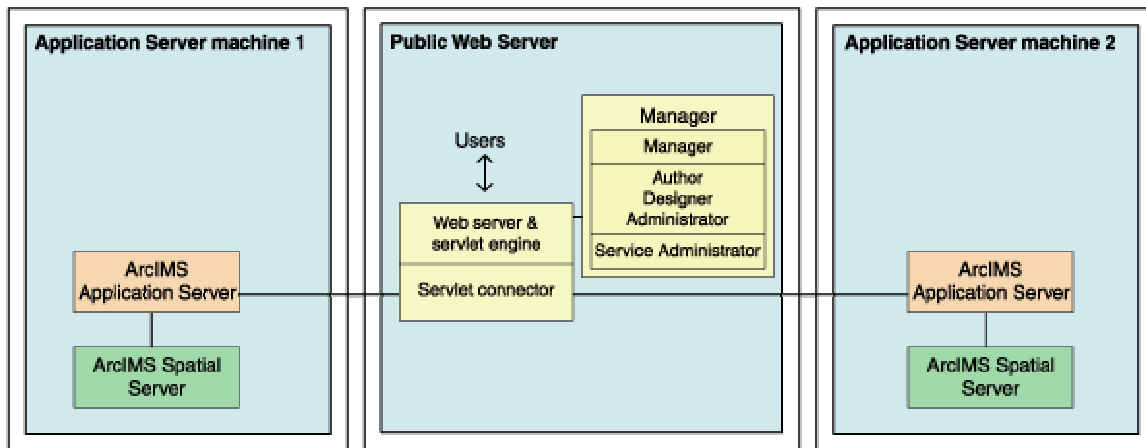 Application Server machine 1
ArcIMS
Application Server
ArcIMS Spatial
Server
Public Web Server
Users
Web server &
servlet engine
Servlet connector
Manager
Manager
Author
Designer
Administrator
Service Administrator
Application Server machine 2
ArcIMS
Application Server
ArcIMS Spatial
Server